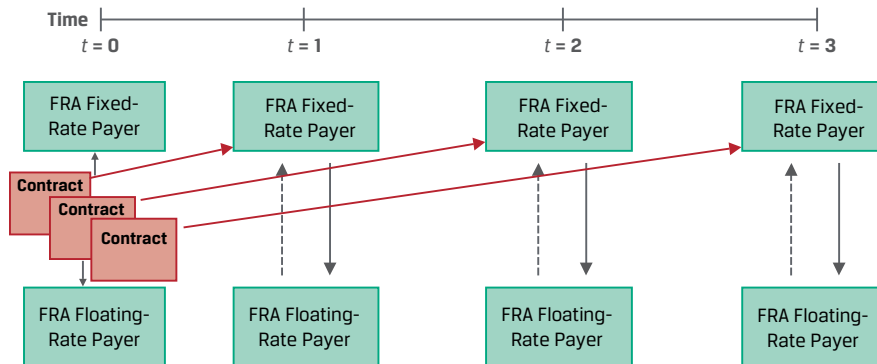 Time
t = 0 t = 1 t = 2 t = 3
FRA Fixed-
Rate Payer
FRA Fixed-
Rate Payer
FRA Fixed-
Rate Payer
FRA Fixed-
Rate Payer
Contract
Contract
Contract
FRA Floating-
Rate Payer
FRA Floating-
Rate Payer
FRA Floating-
Rate Payer
FRA Floating-
Rate Payer